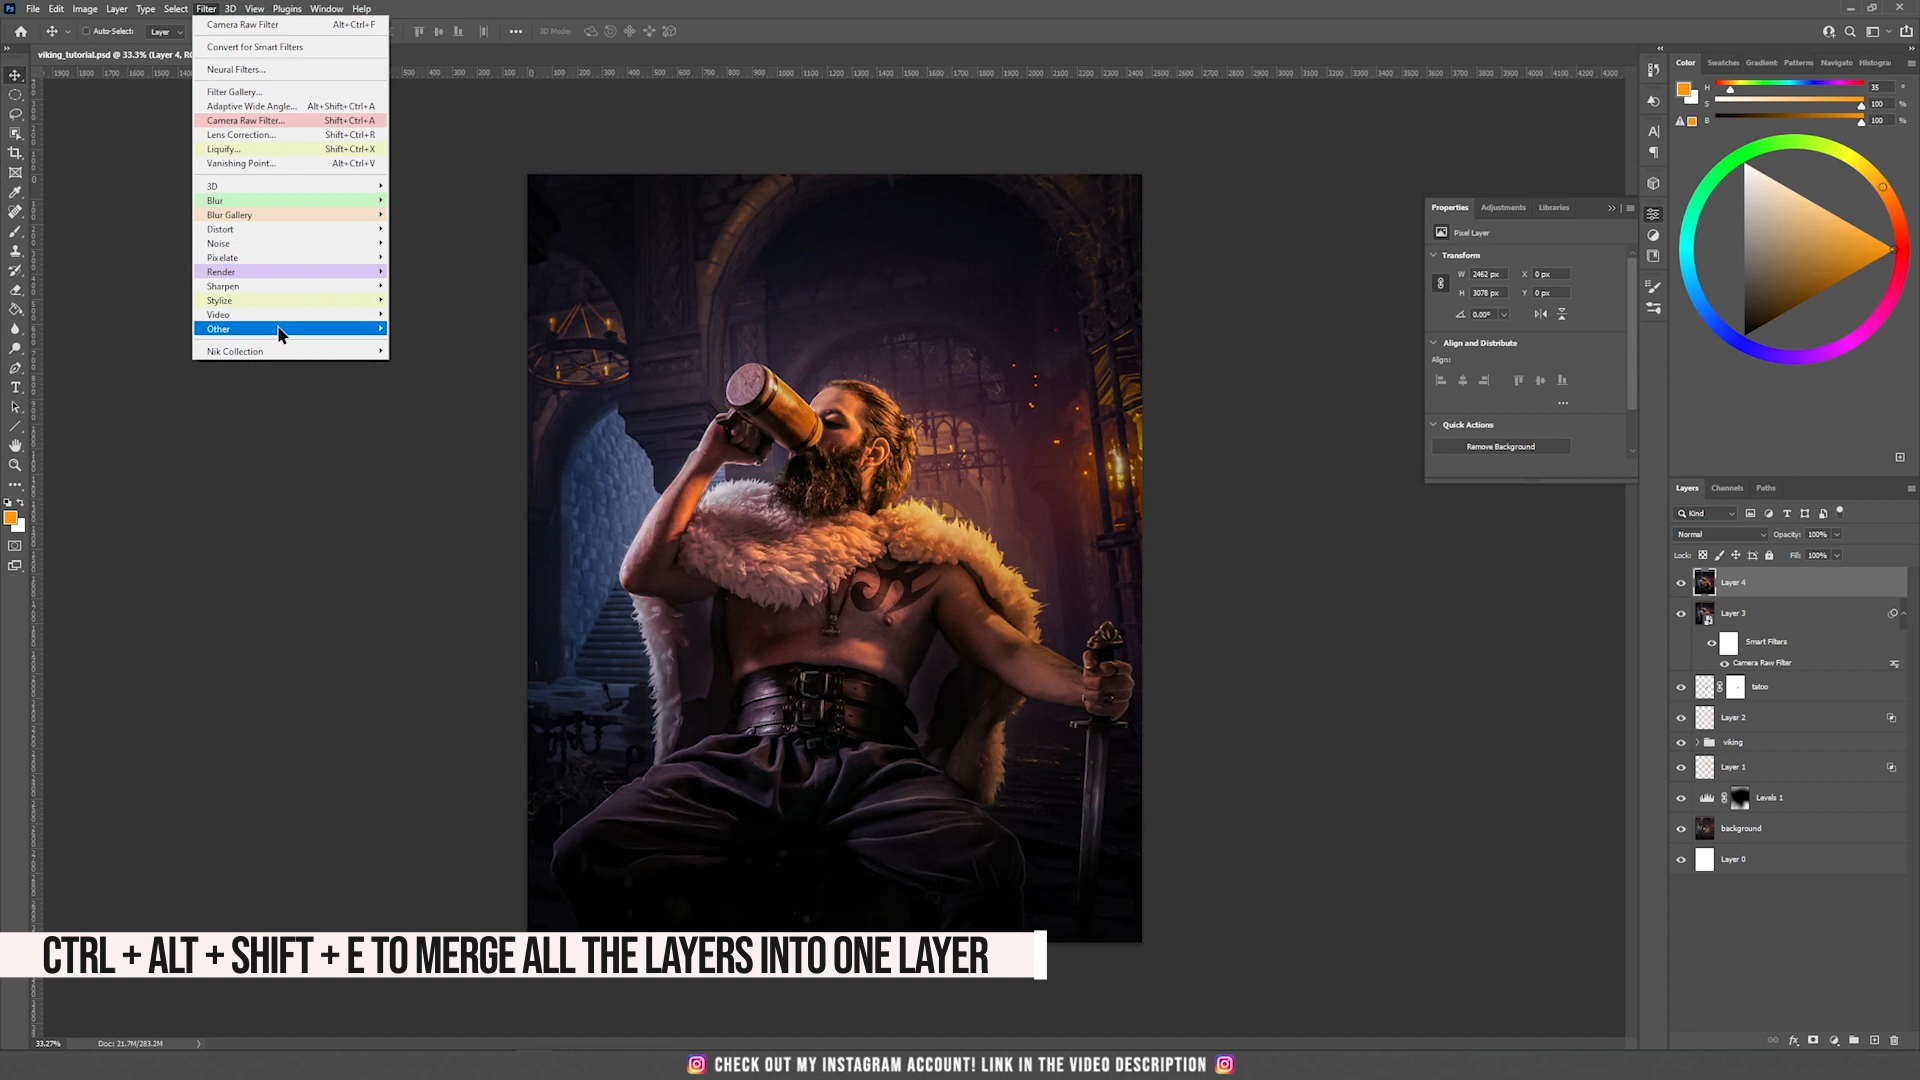 Ps File Edit Image Layer Type Select Filter 3D View Plugins Window Help
Auto-Select: Layer 3D Mode:
viking_tutorial.psd @ 33.3% (Layer 4, RG
Camera Raw Filter Alt+Ctrl+F
Convert for Smart Filters
Neural Filters...
Filter Gallery...
Adaptive Wide Angle... Alt+Shift+Ctrl+A
Camera Raw Filter... Shift+Ctrl+A
Lens Correction... Shift+Ctrl+R
Liquify... Shift+Ctrl+X
Vanishing Point... Alt+Ctrl+V
3D
Blur
Blur Gallery
Distort
Noise
Pixelate
Render
Sharpen
Stylize
Video
Other
Nik Collection
Color Swatches Gradients Patterns Navigato Histogra
H 35 °
S 100 %
B 100 %
Properties Adjustments Libraries
Pixel Layer
Transform
W 2462 px X 0 px
H 3078 px Y 0 px
0.00°
Align and Distribute
Align:
Quick Actions
Remove Background
Layers Channels Paths
Kind
Normal Opacity: 100%
Lock: Fill: 100%
Layer 4
Layer 3
Smart Filters
Camera Raw Filter
tatoo
Layer 2
viking
Layer 1
Levels 1
background
Layer 0
CTRL + ALT + SHIFT + E TO MERGE ALL THE LAYERS INTO ONE LAYER
33.27% Doc: 21.7M/283.2M
CHECK OUT MY INSTAGRAM ACCOUNT! LINK IN THE VIDEO DESCRIPTION